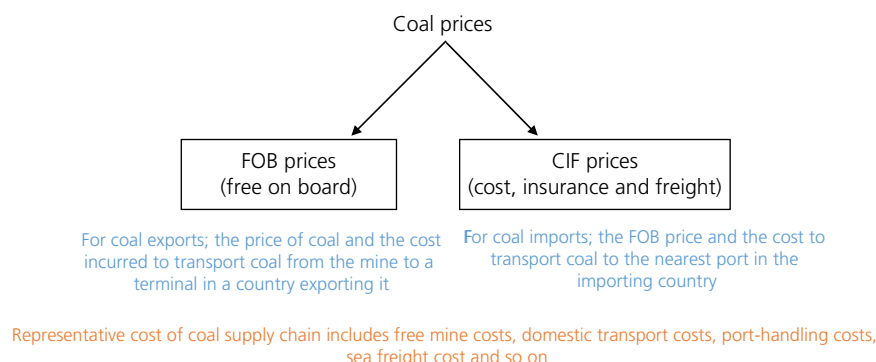 Coal prices
FOB prices
(free on board)
CIF prices
(cost, insurance and freight)
For coal exports; the price of coal and the cost
incurred to transport coal from the mine to a
terminal in a country exporting it
For coal imports; the FOB price and the cost to
transport coal to the nearest port in the
importing country
Representative cost of coal supply chain includes free mine costs, domestic transport costs, port-handling costs,
sea freight cost and so on